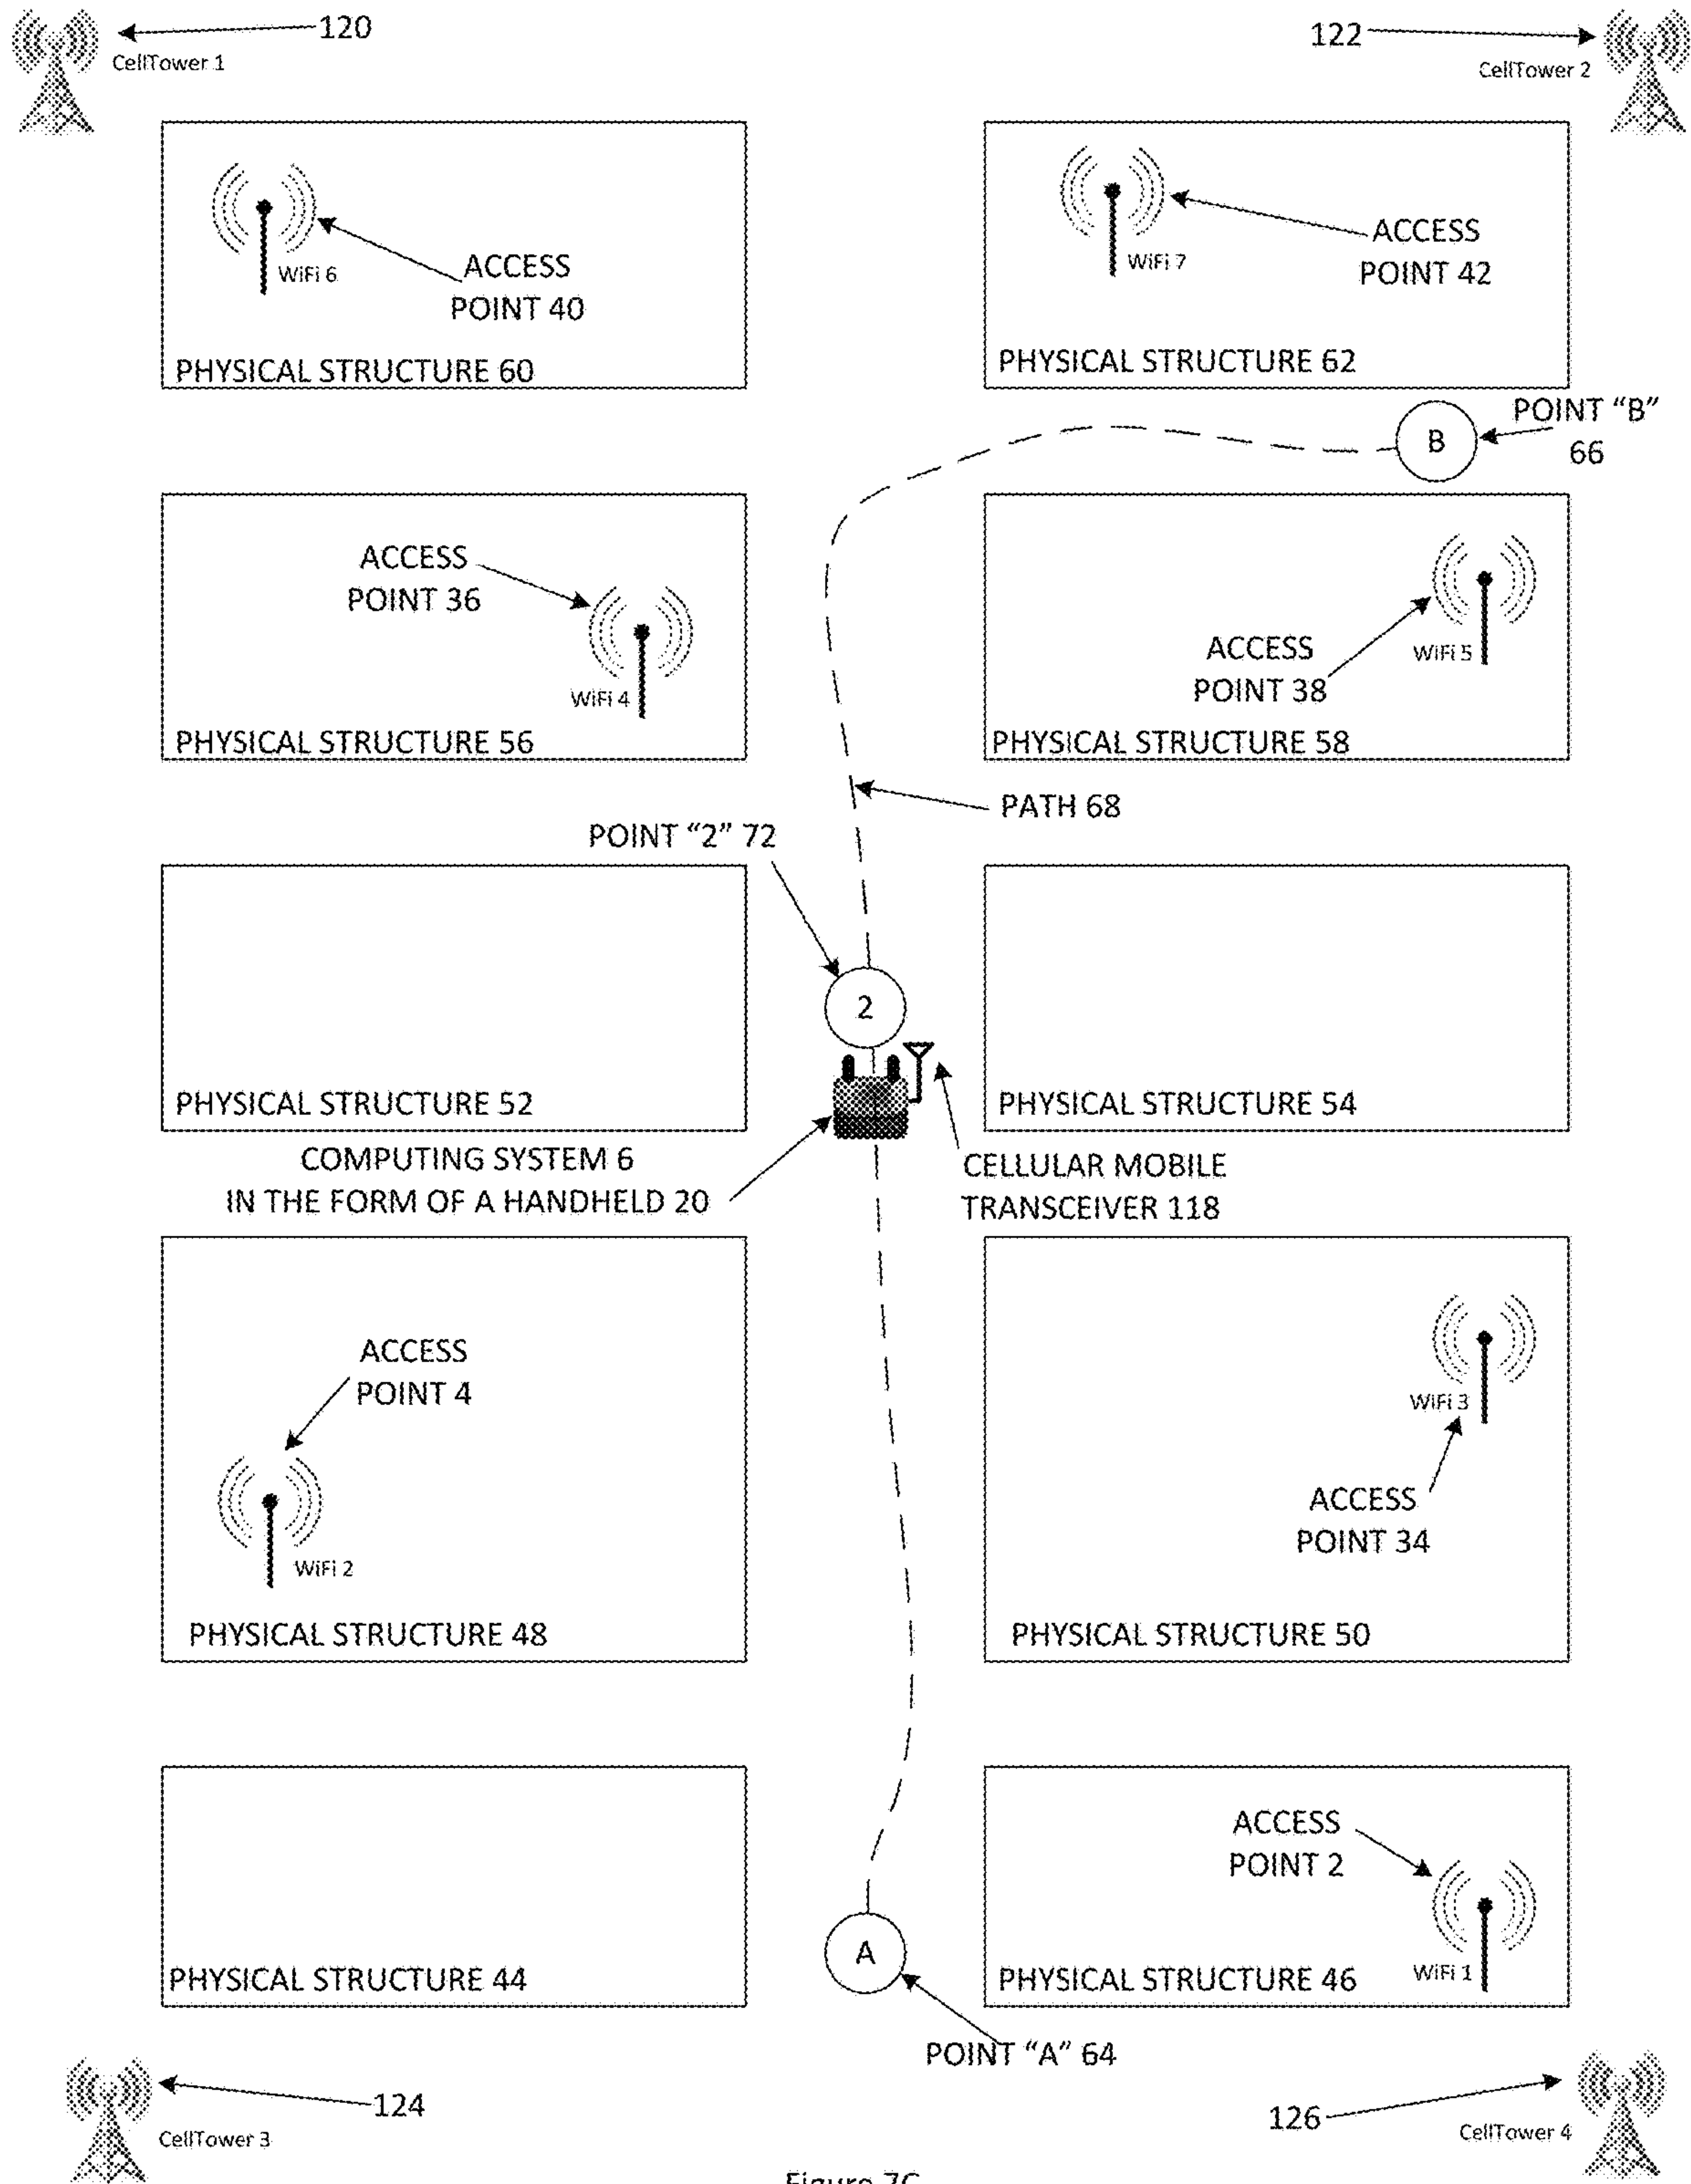 120
CellTower 1
122
CellTower 2
WiFi 6
ACCESS
POINT 40
PHYSICAL STRUCTURE 60
WiFi 7
ACCESS
POINT 42
PHYSICAL STRUCTURE 62
B
POINT “B”
66
ACCESS
POINT 36
WiFi 4
PHYSICAL STRUCTURE 56
ACCESS
POINT 38
WiFi 5
PHYSICAL STRUCTURE 58
PATH 68
POINT “2” 72
2
PHYSICAL STRUCTURE 52
PHYSICAL STRUCTURE 54
COMPUTING SYSTEM 6
IN THE FORM OF A HANDHELD 20
CELLULAR MOBILE
TRANSCEIVER 118
ACCESS
POINT 4
WiFi 2
PHYSICAL STRUCTURE 48
WiFi 3
ACCESS
POINT 34
PHYSICAL STRUCTURE 50
PHYSICAL STRUCTURE 44
A
ACCESS
POINT 2
WiFi 1
PHYSICAL STRUCTURE 46
POINT “A” 64
124
CellTower 3
126
CellTower 4